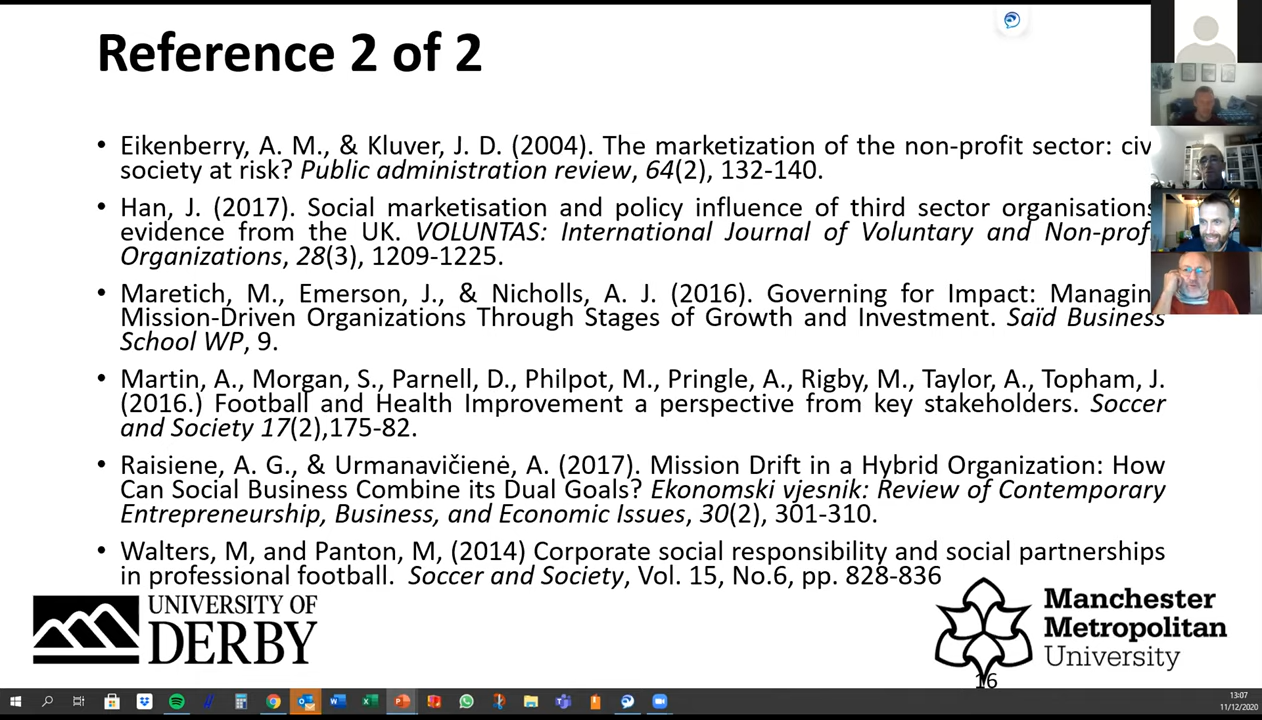 Reference 2 of 2
• Eikenberry, A. M., & Kluver, J. D. (2004). The marketization of the non-profit sector: civ
society at risk? Public administration review, 64(2), 132-140.
• Han, J. (2017). Social marketisation and policy influence of third sector organisations
evidence from the UK. VOLUNTAS: International Journal of Voluntary and Non-prof
Organizations, 28(3), 1209-1225.
• Maretich, M., Emerson, J., & Nicholls, A. J. (2016). Governing for Impact: Managin
Mission-Driven Organizations Through Stages of Growth and Investment. Saïd Business
School WP, 9.
• Martin, A., Morgan, S., Parnell, D., Philpot, M., Pringle, A., Rigby, M., Taylor, A., Topham, J.
(2016.) Football and Health Improvement a perspective from key stakeholders. Soccer
and Society 17(2),175-82.
• Raisiene, A. G., & Urmanavičienė, A. (2017). Mission Drift in a Hybrid Organization: How
Can Social Business Combine its Dual Goals? Ekonomski vjesnik: Review of Contemporary
Entrepreneurship, Business, and Economic Issues, 30(2), 301-310.
• Walters, M, and Panton, M, (2014) Corporate social responsibility and social partnerships
in professional football. Soccer and Society, Vol. 15, No.6, pp. 828-836
UNIVERSITY OF
DERBY
Manchester
Metropolitan
University
16
13:07
11/12/2020